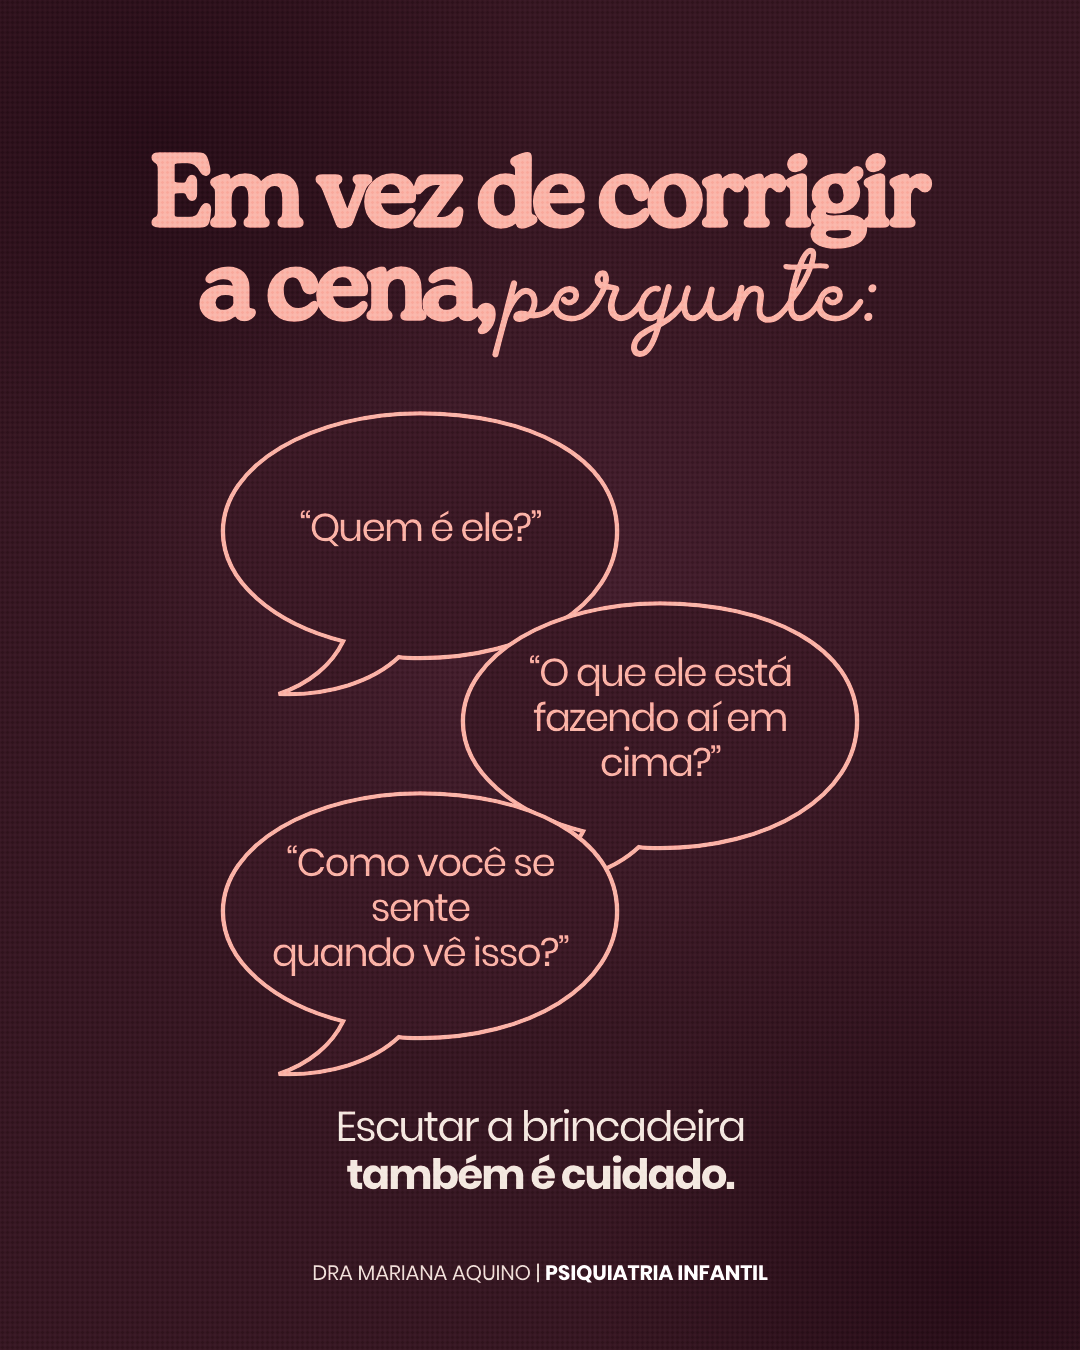 Em vez de corrigir
a cena, pergunte:
“Quem é ele?”
“O que ele está
fazendo aí em
cima?”
“Como você se
sente
quando vê isso?”
Escutar a brincadeira
também é cuidado.
DRA MARIANA AQUINO | PSIQUIATRIA INFANTIL